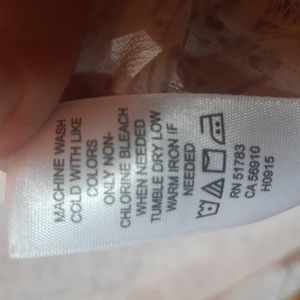 MACHINE WASH
COLD WITH LIKE
COLORS
ONLY NON-
CHLORINE BLEACH
WHEN NEEDED
TUMBLE DRY LOW
WARM IRON IF
NEEDED
RN 51783
CA 56910
H0915